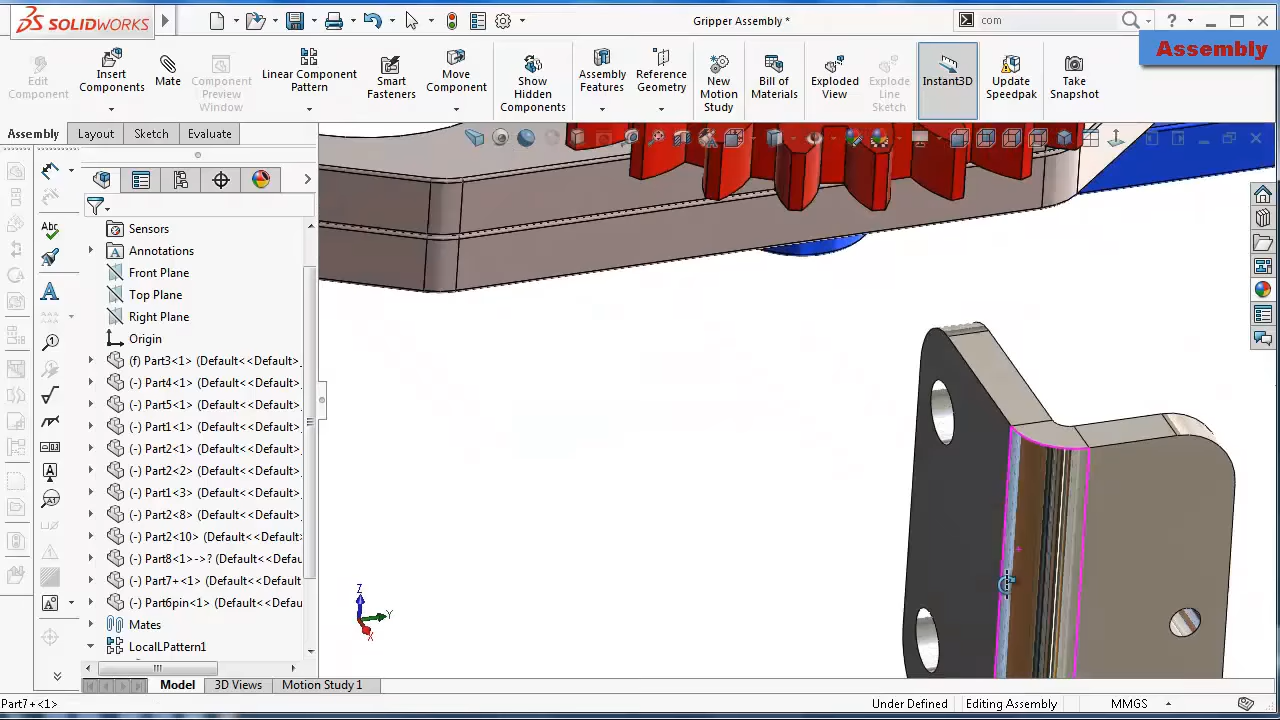 SOLIDWORKS
Gripper Assembly *
com
Assembly
Edit Component
Insert Components
Mate
Component Preview Window
Linear Component Pattern
Smart Fasteners
Move Component
Show Hidden Components
Assembly Features
Reference Geometry
New Motion Study
Bill of Materials
Exploded View
Explode Line Sketch
Instant3D
Update Speedpak
Take Snapshot
Assembly
Layout
Sketch
Evaluate
Sensors
Annotations
Front Plane
Top Plane
Right Plane
Origin
(f) Part3<1> (Default<<Default>
(-) Part4<1> (Default<<Default>
(-) Part5<1> (Default<<Default>
(-) Part1<1> (Default<<Default>
(-) Part2<1> (Default<<Default>
(-) Part2<2> (Default<<Default>
(-) Part1<3> (Default<<Default>
(-) Part2<8> (Default<<Default>
(-) Part2<10> (Default<<Defau
(-) Part8<1>->? (Default<<Defau
(-) Part7+<1> (Default<<Default
(-) Part6pin<1> (Default<<Defau
Mates
LocalLPattern1
Z
Y
X
Model
3D Views
Motion Study 1
Part7+<1>
Under Defined
Editing Assembly
MMGS